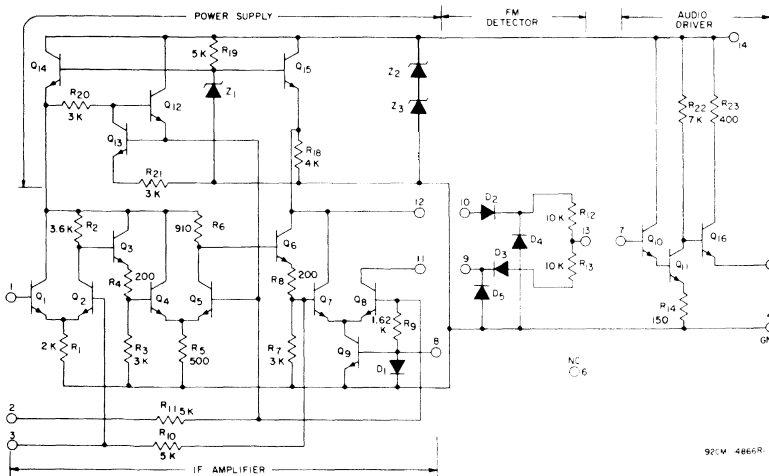 POWER SUPPLY
FM
DETECTOR
AUDIO
DRIVER
14
5K
R19
Q14
Q15
Z2
Z1
Z3
R20
3K
Q12
Q13
R22
7K
R23
400
R18
4K
R21
3K
12
10
D2
10K
R12
D4
13
7
Q10
Q16
Q11
3.6K
R2
Q3
910
R6
Q6
11
9
D3
10K
R13
D5
R4
200
R8
200
1
Q1
Q2
Q4
Q5
Q7
Q8
1.62
K
R9
R14
150
2K
R1
R3
3K
R5
500
R7
3K
Q9
D1
8
GN
NC
6
2
R11
5K
3
R10
5K
92CM-4866R
IF AMPLIFIER